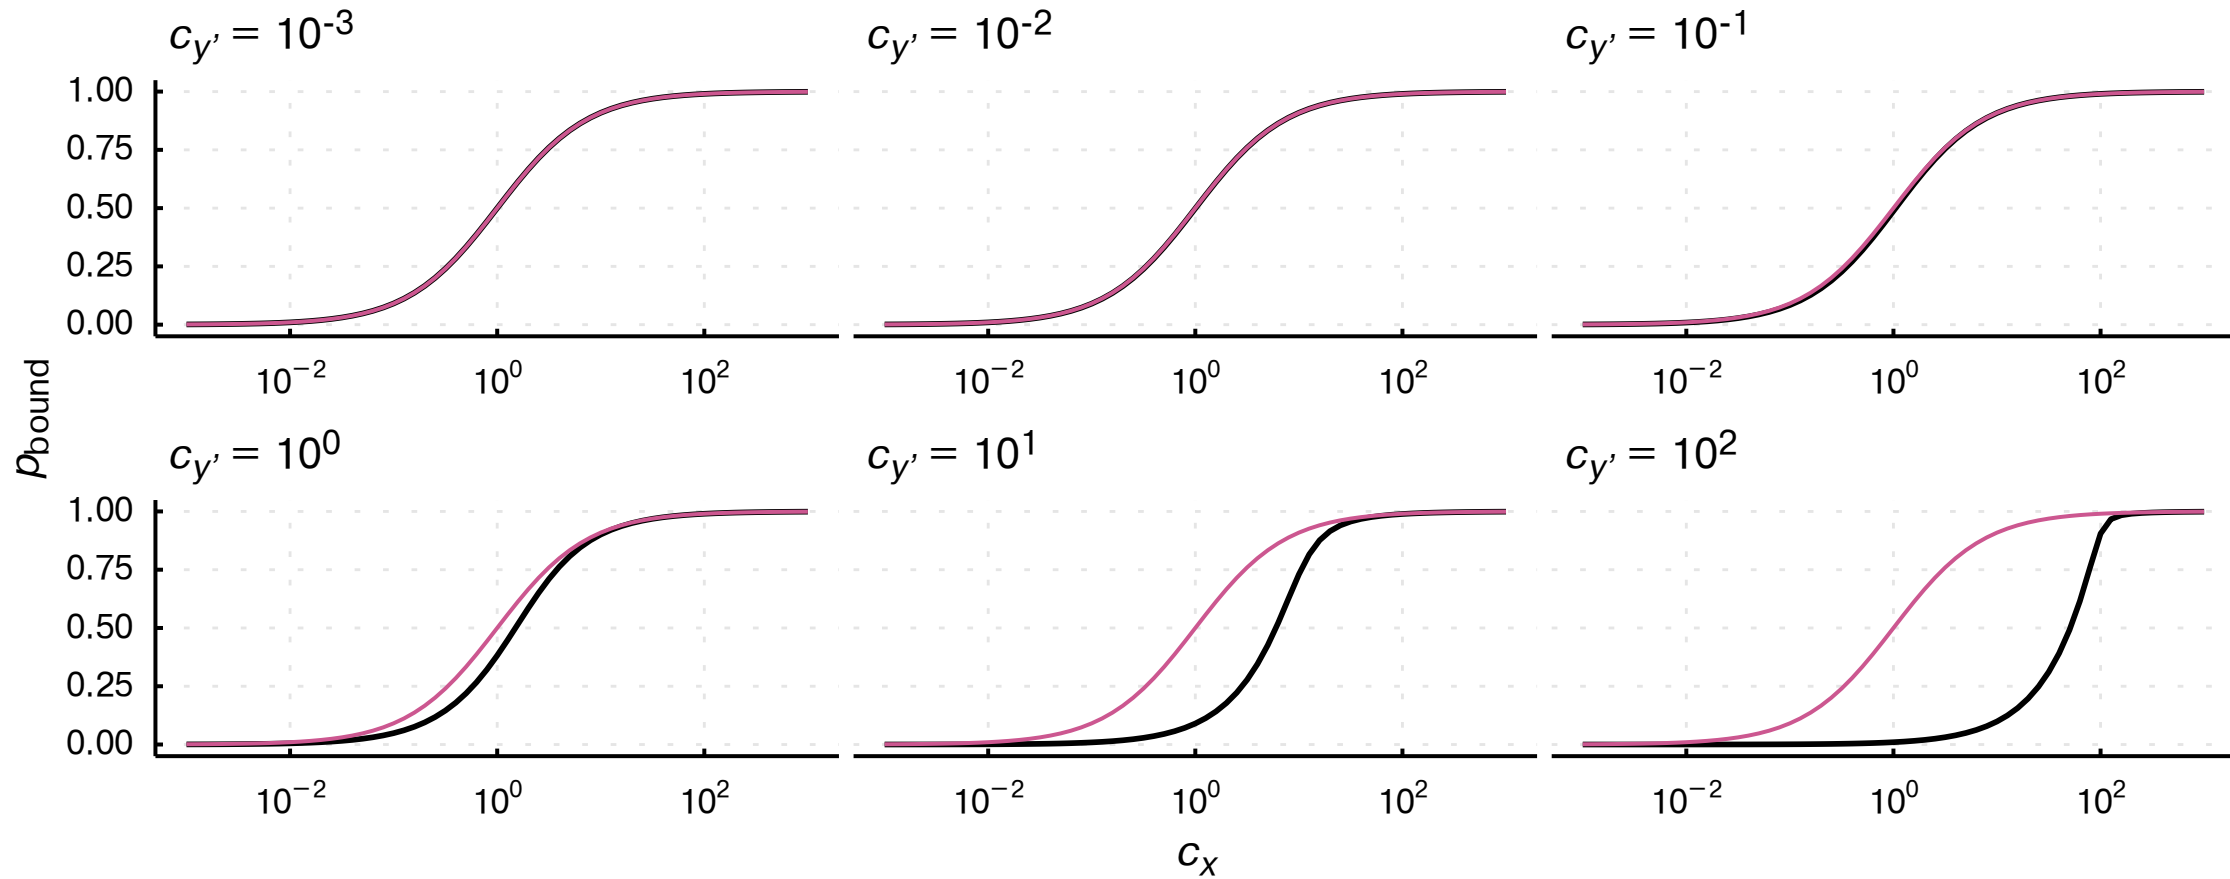 c_y′ = 10^-3
c_y′ = 10^-2
c_y′ = 10^-1
1.00
0.75
0.50
0.25
0.00
10^−2 10^0 10^2
10^−2 10^0 10^2
10^−2 10^0 10^2
p_bound
c_y′ = 10^0
c_y′ = 10^1
c_y′ = 10^2
1.00
0.75
0.50
0.25
0.00
10^−2 10^0 10^2
10^−2 10^0 10^2
10^−2 10^0 10^2
c_x